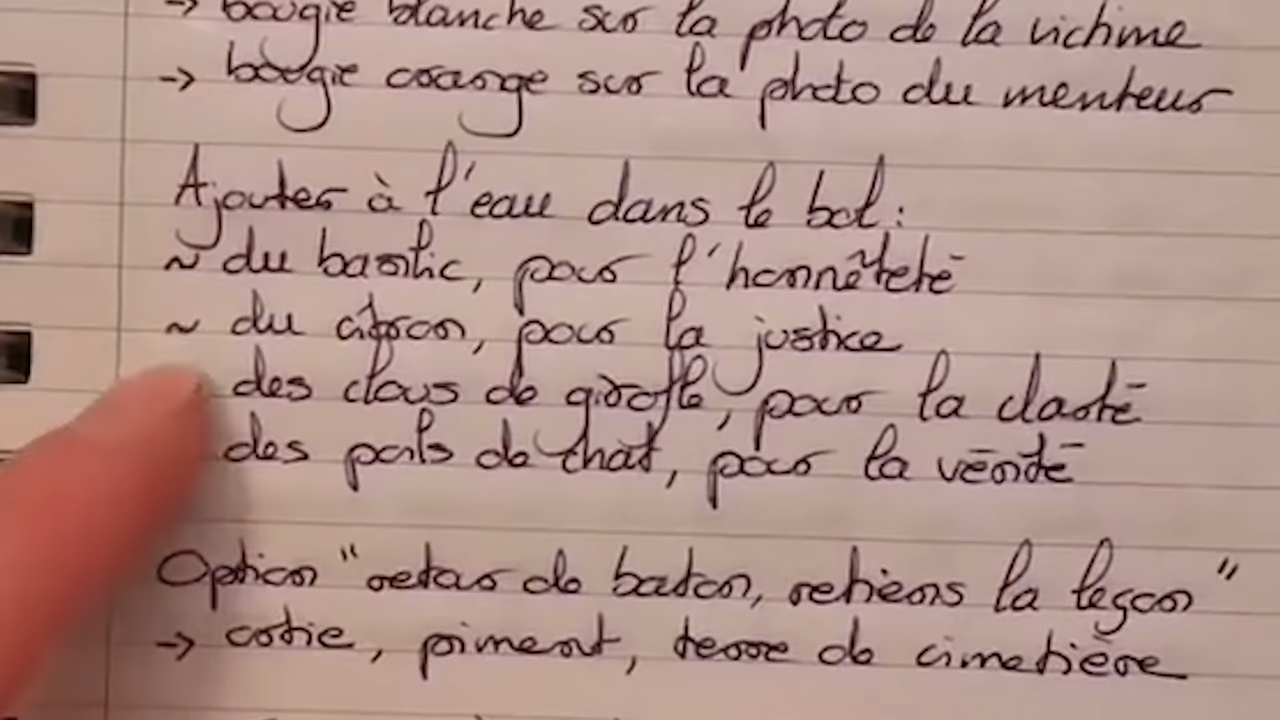 → bougie blanche sur la photo de la victime
→ bougie orange sur la photo du menteur
Ajouter à l'eau dans le bol :
~ du basilic, pour l'honnêteté
~ du citron, pour la justice
des clous de girofle, pour la clarté
des poils de chat, pour la vérité
Option "retour de baton, retiens la leçon"
→ ortie, piment, terre de cimetière